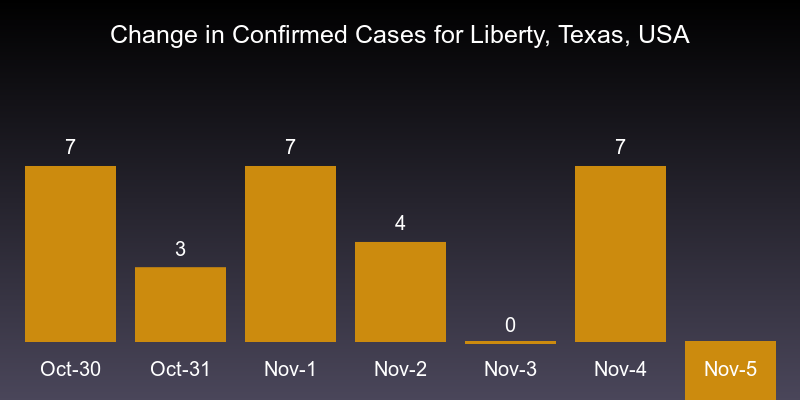 Change in Confirmed Cases for Liberty, Texas, USA
7 3 7 4 0 7
Oct-30 Oct-31 Nov-1 Nov-2 Nov-3 Nov-4 Nov-5